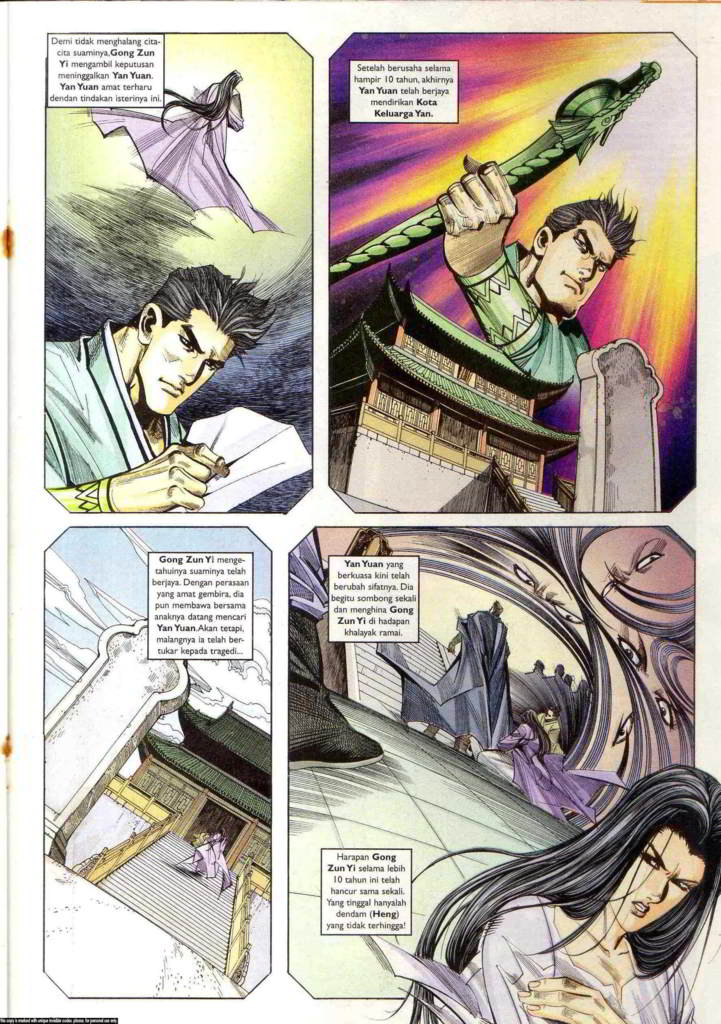 Demi tidak menghalang cita-
cita suaminya,Gong Zun
Yi mengambil keputusan
meninggalkan Yan Yuan.
Yan Yuan amat terharu
dendan tindakan isterinya ini.
Setelah berusaha selama
hampir 10 tahun, akhirnya
Yan Yuan telah berjaya
mendirikan Kota
Keluarga Yan.
Gong Zun Yi menge-
tahuinya suaminya telah
berjaya. Dengan perasaan
yang amat gembira, dia
pun membawa bersama
anaknya datang mencari
Yan Yuan.Akan tetapi,
malangnya ia telah ber-
tukar kepada tragedi...
Yan Yuan yang
berkuasa kini telah
berubah sifatnya. Dia
begitu sombong sekali
dan menghina Gong
Zun Yi di hadapan
khalayak ramai.
Harapan Gong
Zun Yi selama lebih
10 tahun ini telah
hancur sama sekali.
Yang tinggal hanyalah
dendam (Heng)
yang tidak terhingga!